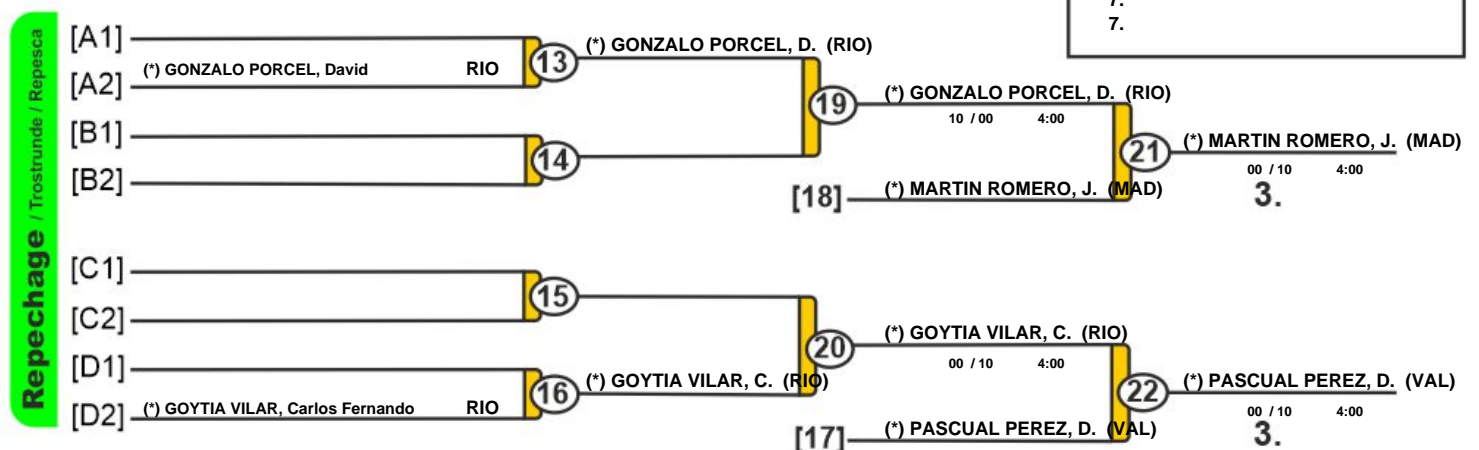 7.
7.
Repechage / Trostrunde / Repesca
[A1]
(*) GONZALO PORCEL, David RIO
[A2]
13
(*) GONZALO PORCEL, D. (RIO)
[B1]
[B2]
14
19
(*) GONZALO PORCEL, D. (RIO)
10 / 00 4:00
[18]
(*) MARTIN ROMERO, J. (MAD)
21
(*) MARTIN ROMERO, J. (MAD)
00 / 10 4:00
3.
[C1]
[C2]
15
[D1]
[D2]
(*) GOYTIA VILAR, Carlos Fernando RIO
16
(*) GOYTIA VILAR, C. (RIO)
20
(*) GOYTIA VILAR, C. (RIO)
00 / 10 4:00
[17]
(*) PASCUAL PEREZ, D. (VAL)
22
(*) PASCUAL PEREZ, D. (VAL)
00 / 10 4:00
3.